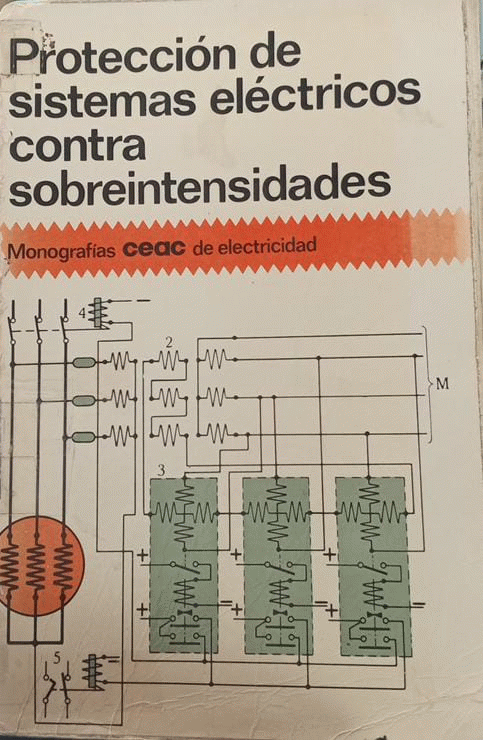 Protección de
sistemas eléctricos
contra
sobreintensidades
Monografías ceac de electricidad
4
−
2
M
3
+
+
+
+
−
+
−
+
−
5
=